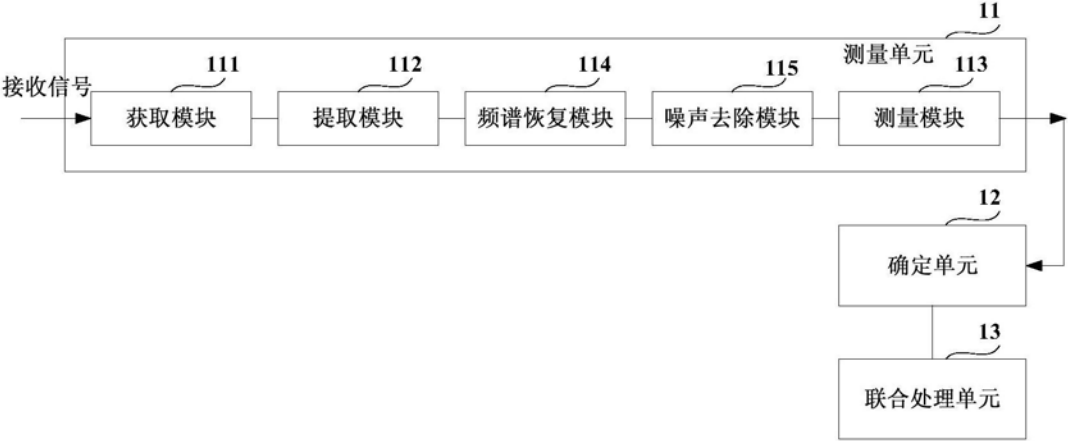 11
测量单元
接收信号
111
112
114
115
113
获取模块
提取模块
频谱恢复模块
噪声去除模块
测量模块
12
确定单元
13
联合处理单元